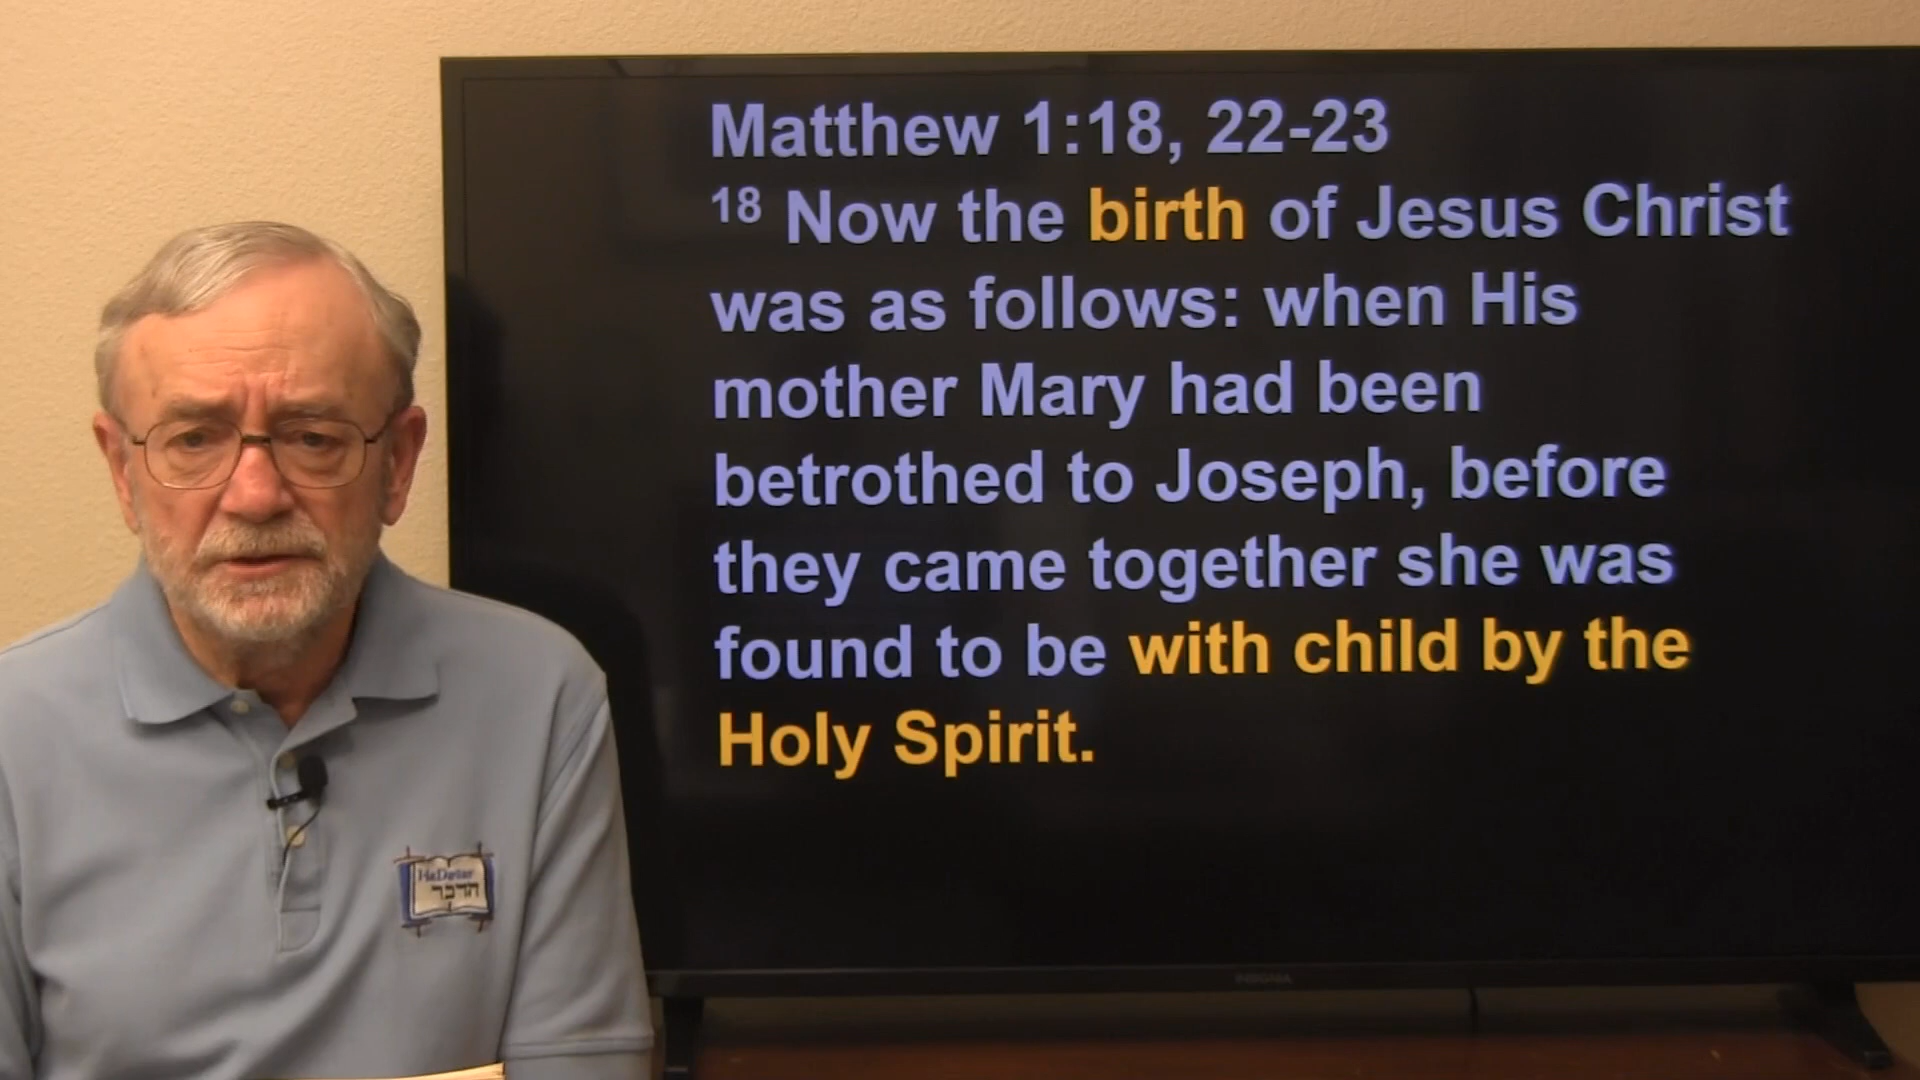 Matthew 1:18, 22-23
18 Now the birth of Jesus Christ
was as follows: when His
mother Mary had been
betrothed to Joseph, before
they came together she was
found to be with child by the
Holy Spirit.
HaDavar
הדבר
INSIGNIA